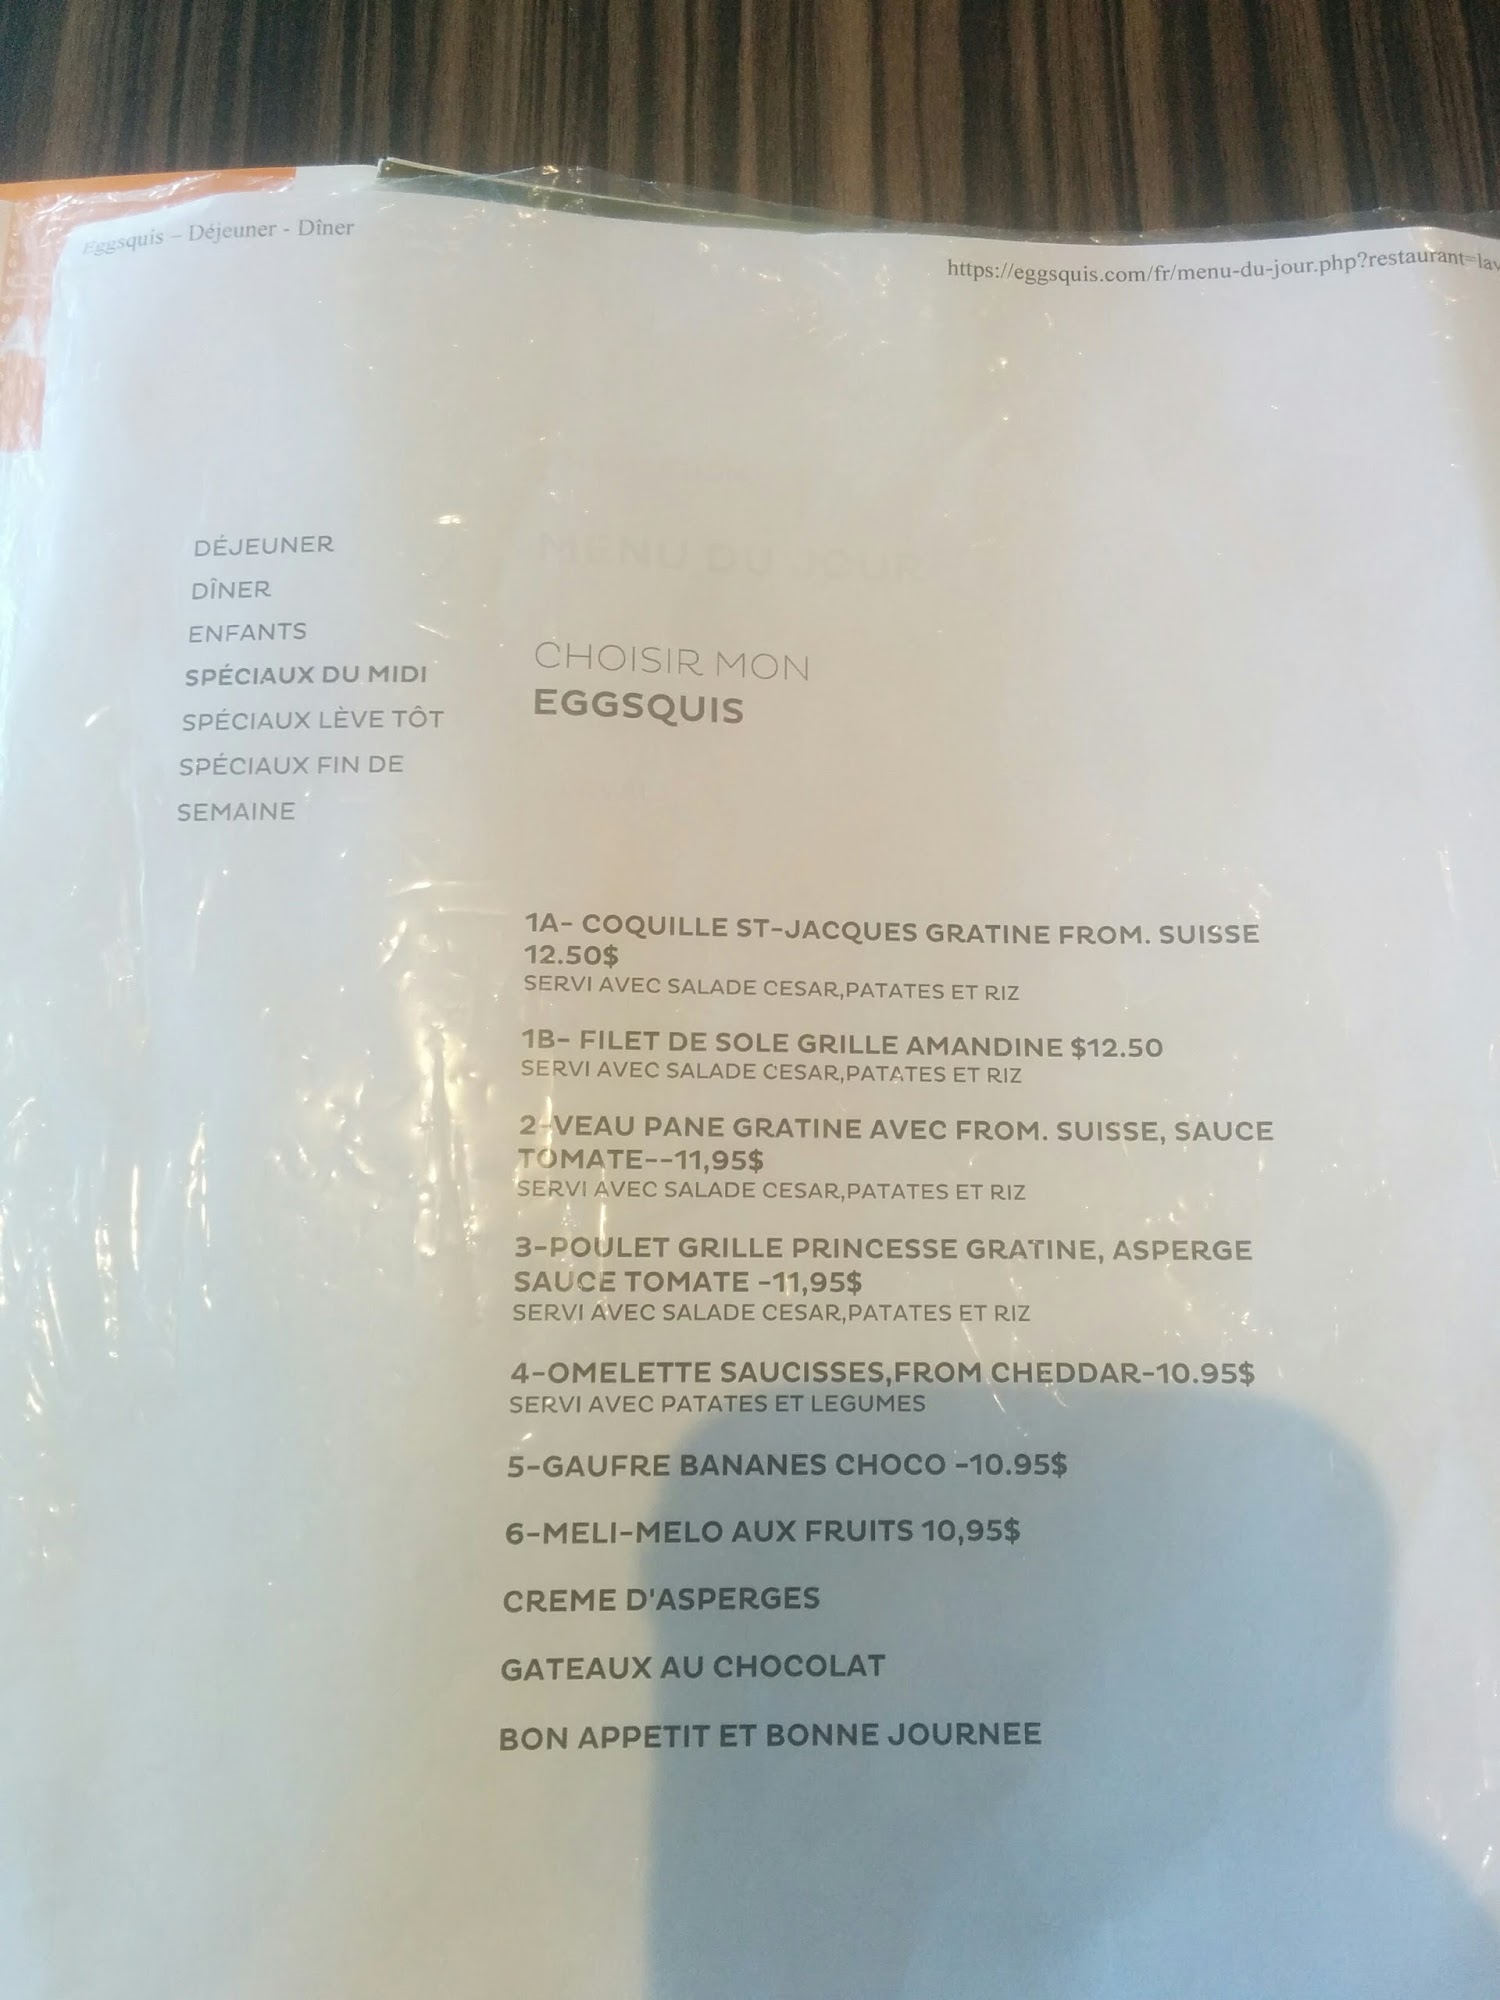 Eggsquis – Déjeuner - Dîner
https://eggsquis.com/fr/menu-du-jour.php?restaurant=lav
MENU DU JOUR
DÉJEUNER
DÎNER
ENFANTS
SPÉCIAUX DU MIDI
SPÉCIAUX LÈVE TÔT
SPÉCIAUX FIN DE
SEMAINE
CHOISIR MON
EGGSQUIS
1A- COQUILLE ST-JACQUES GRATINE FROM. SUISSE
12.50$
SERVI AVEC SALADE CESAR,PATATES ET RIZ
1B- FILET DE SOLE GRILLE AMANDINE $12.50
SERVI AVEC SALADE CESAR,PATATES ET RIZ
2-VEAU PANE GRATINE AVEC FROM. SUISSE, SAUCE
TOMATE--11,95$
SERVI AVEC SALADE CESAR,PATATES ET RIZ
3-POULET GRILLE PRINCESSE GRATINE, ASPERGE
SAUCE TOMATE -11,95$
SERVI AVEC SALADE CESAR,PATATES ET RIZ
4-OMELETTE SAUCISSES,FROM CHEDDAR-10.95$
SERVI AVEC PATATES ET LEGUMES
5-GAUFRE BANANES CHOCO -10.95$
6-MELI-MELO AUX FRUITS 10,95$
CREME D'ASPERGES
GATEAUX AU CHOCOLAT
BON APPETIT ET BONNE JOURNEE